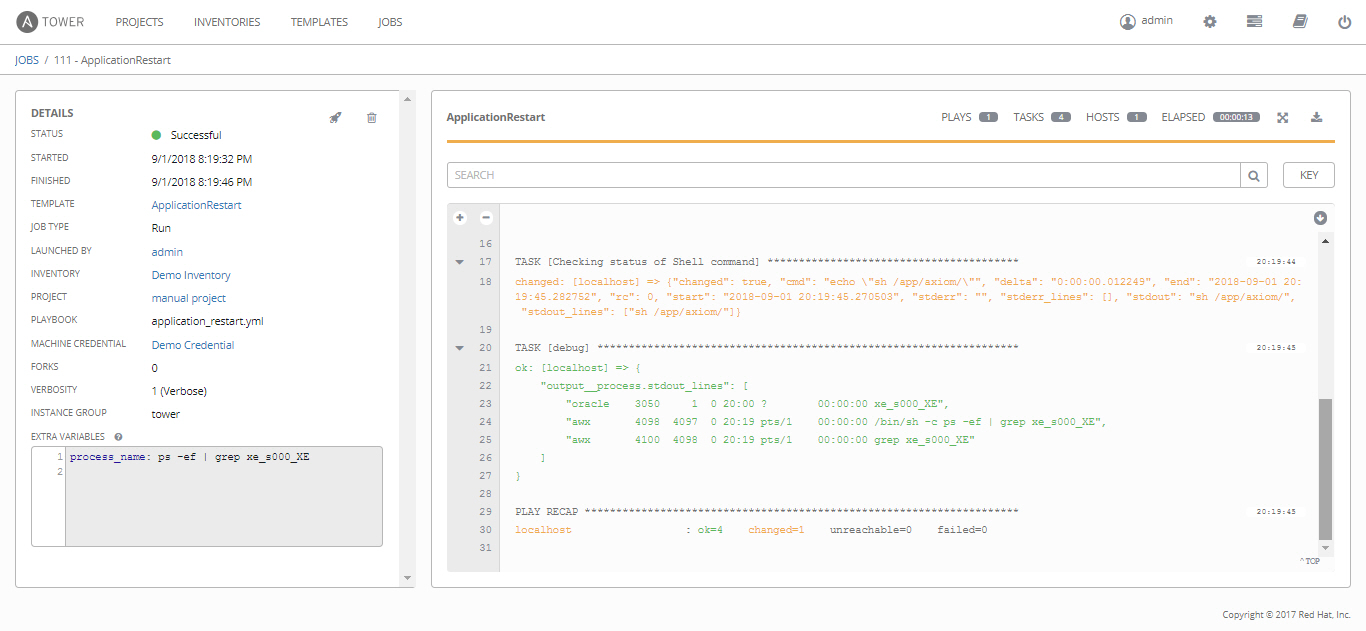 A TOWER PROJECTS INVENTORIES TEMPLATES JOBS admin
JOBS / 111 - ApplicationRestart
DETAILS
STATUS Successful
STARTED 9/1/2018 8:19:32 PM
FINISHED 9/1/2018 8:19:46 PM
TEMPLATE ApplicationRestart
JOB TYPE Run
LAUNCHED BY admin
INVENTORY Demo Inventory
PROJECT manual project
PLAYBOOK application_restart.yml
MACHINE CREDENTIAL Demo Credential
FORKS 0
VERBOSITY 1 (Verbose)
INSTANCE GROUP tower
EXTRA VARIABLES ?
1 process_name: ps -ef | grep xe_s000_XE
2
ApplicationRestart PLAYS 1 TASKS 4 HOSTS 1 ELAPSED 00:00:13
SEARCH KEY
+ -
16
17 TASK [Checking status of Shell command] **************************************** 20:19:44
18 changed: [localhost] => {"changed": true, "cmd": "echo \"sh /app/axiom/\"", "delta": "0:00:00.012249", "end": "2018-09-01 20:
19:45.282752", "rc": 0, "start": "2018-09-01 20:19:45.270503", "stderr": "", "stderr_lines": [], "stdout": "sh /app/axiom/",
"stdout_lines": ["sh /app/axiom/"]}
19
20 TASK [debug] ******************************************************************* 20:19:45
21 ok: [localhost] => {
22 "output__process.stdout_lines": [
23 "oracle 3050 1 0 20:00 ? 00:00:00 xe_s000_XE",
24 "awx 4098 4097 0 20:19 pts/1 00:00:00 /bin/sh -c ps -ef | grep xe_s000_XE",
25 "awx 4100 4098 0 20:19 pts/1 00:00:00 grep xe_s000_XE"
26 ]
27 }
28
29 PLAY RECAP ********************************************************************* 20:19:45
30 localhost : ok=4 changed=1 unreachable=0 failed=0
31
^ TOP
Copyright © 2017 Red Hat, Inc.